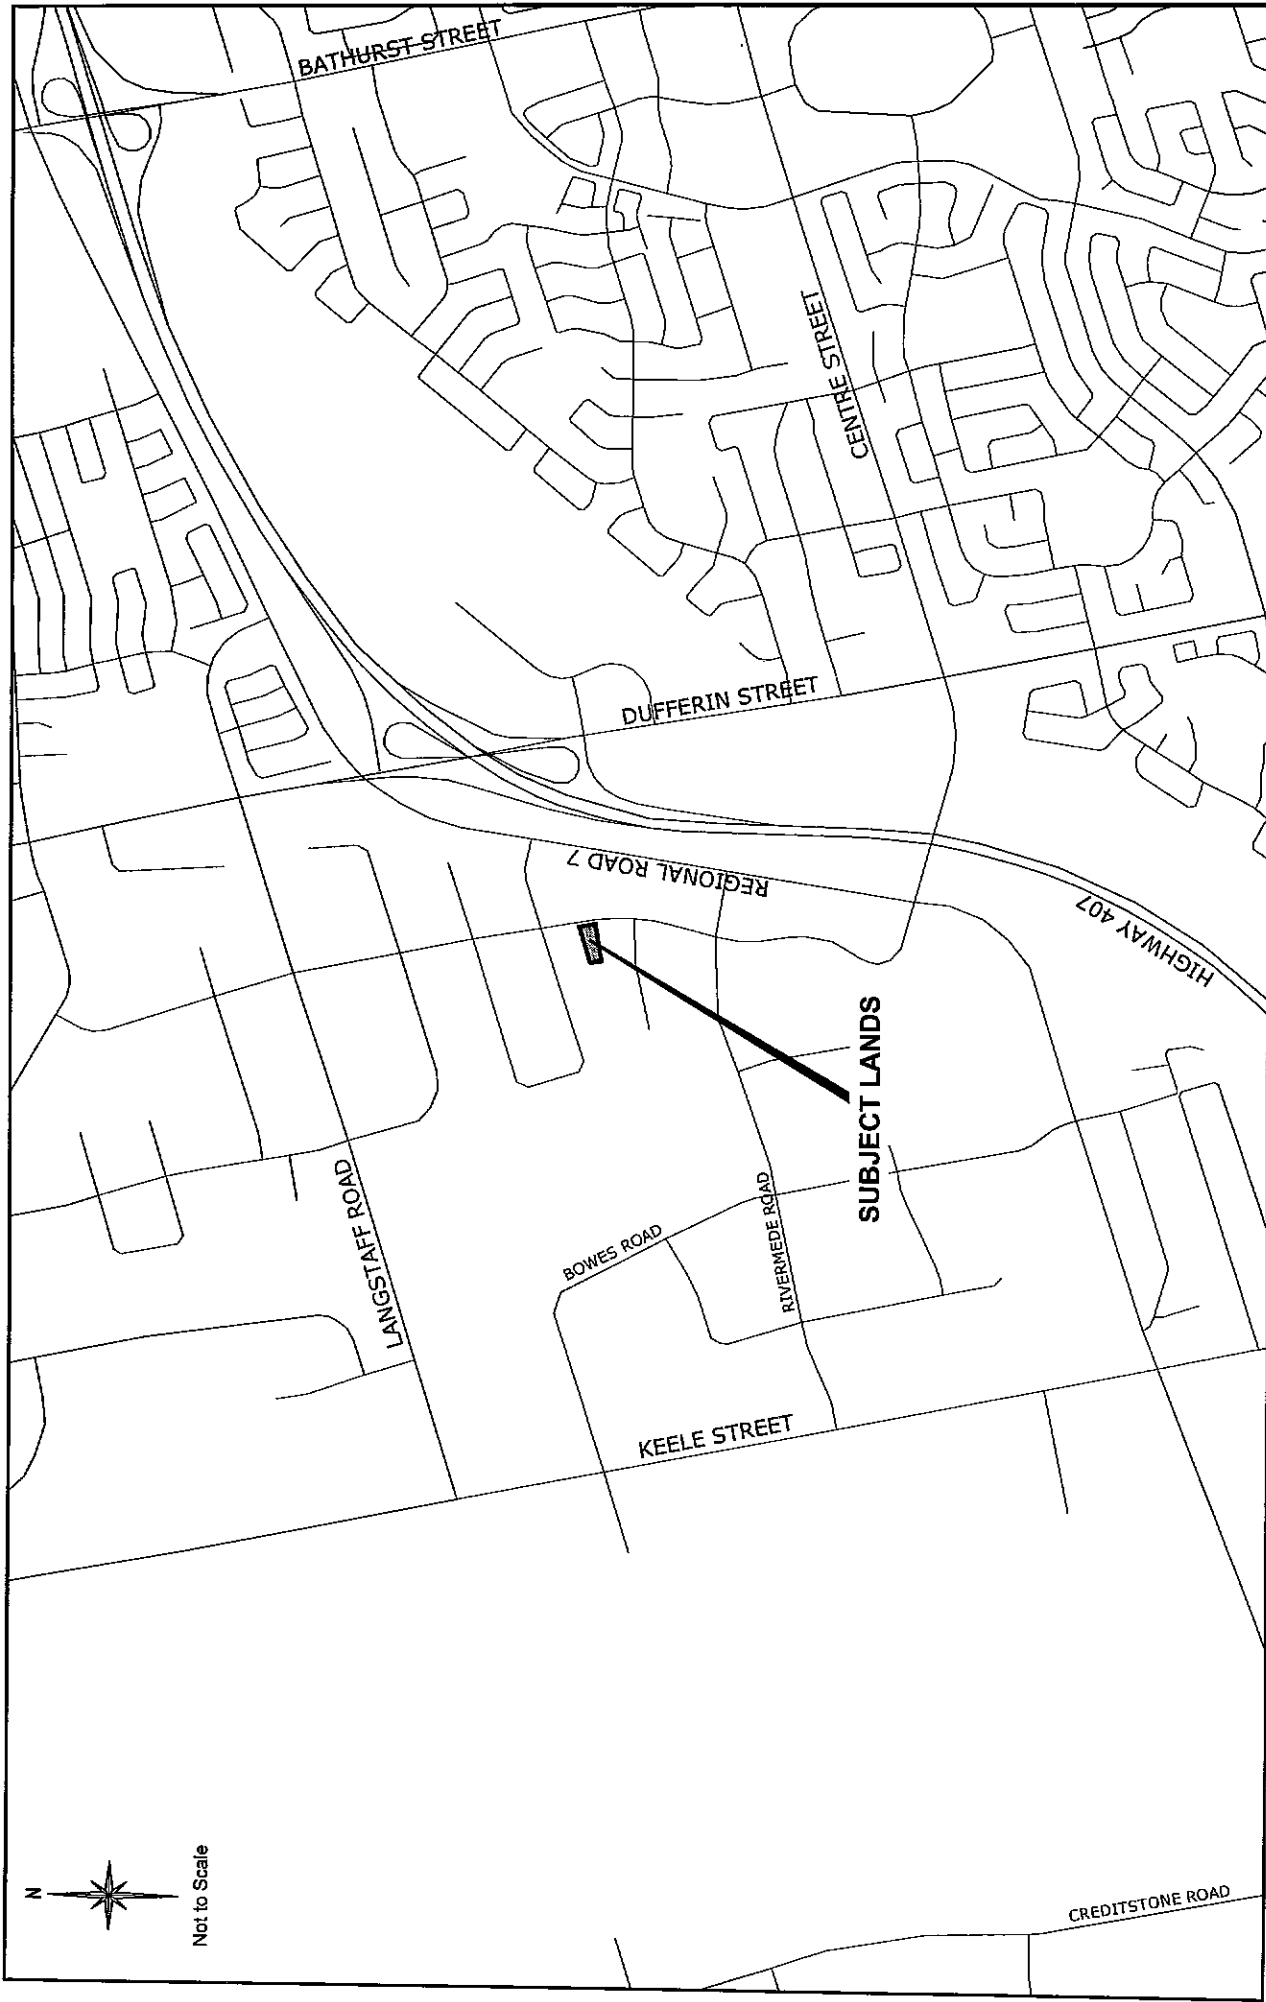 N
Not to Scale
BATHURST STREET
CENTRE STREET
DUFFERIN STREET
REGIONAL ROAD 7
HIGHWAY 407
SUBJECT LANDS
LANGSTAFF ROAD
BOWES ROAD
RIVERMEDE ROAD
KEELE STREET
CREDITSTONE ROAD